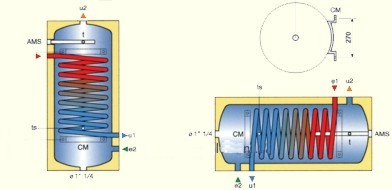 u2
AMS
t
ts
u1
e2
CM
ø 1" 1/4
CM
270
e1
u2
ts
ø 1" 1/4
CM
t
AMS
e2
u1